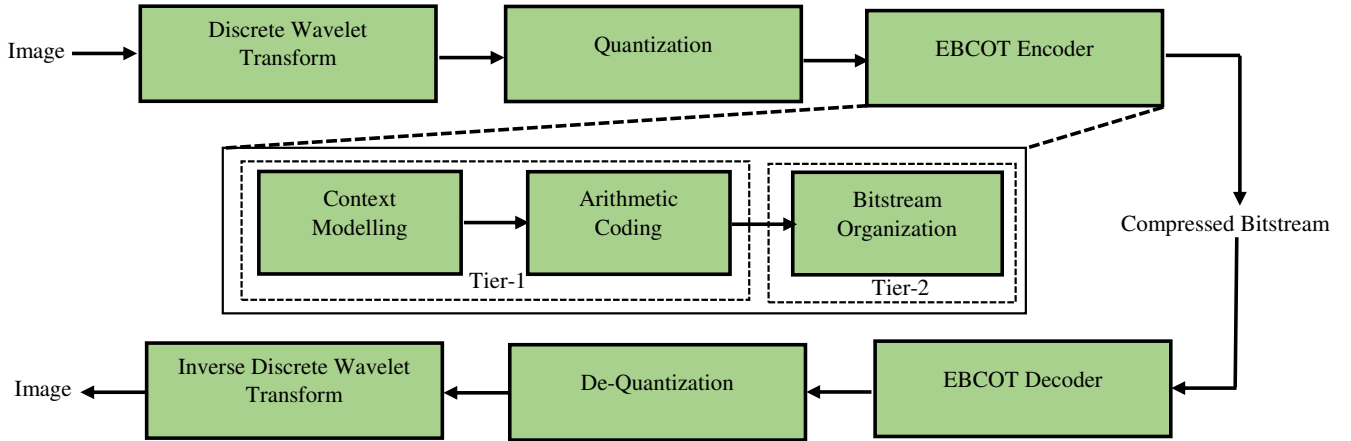 Image
Discrete Wavelet
Transform
Quantization
EBCOT Encoder
Context
Modelling
Arithmetic
Coding
Tier-1
Bitstream
Organization
Tier-2
Compressed Bitstream
Image
Inverse Discrete Wavelet
Transform
De-Quantization
EBCOT Decoder